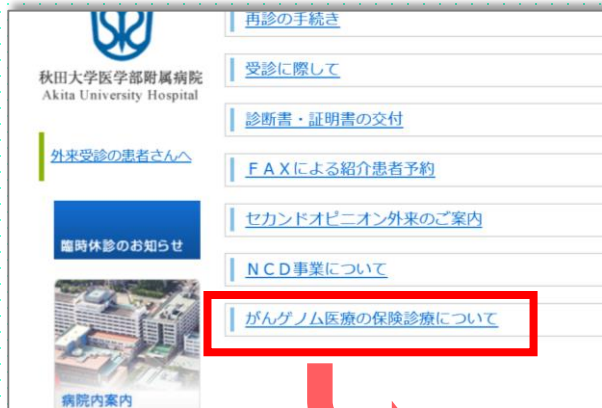 秋田大学医学部附属病院
Akita University Hospital
外来受診の患者さんへ
臨時休診のお知らせ
病院内案内
再診の手続き
受診に際して
診断書・証明書の交付
ＦＡＸによる紹介患者予約
セカンドオピニオン外来のご案内
ＮＣＤ事業について
がんゲノム医療の保険診療について